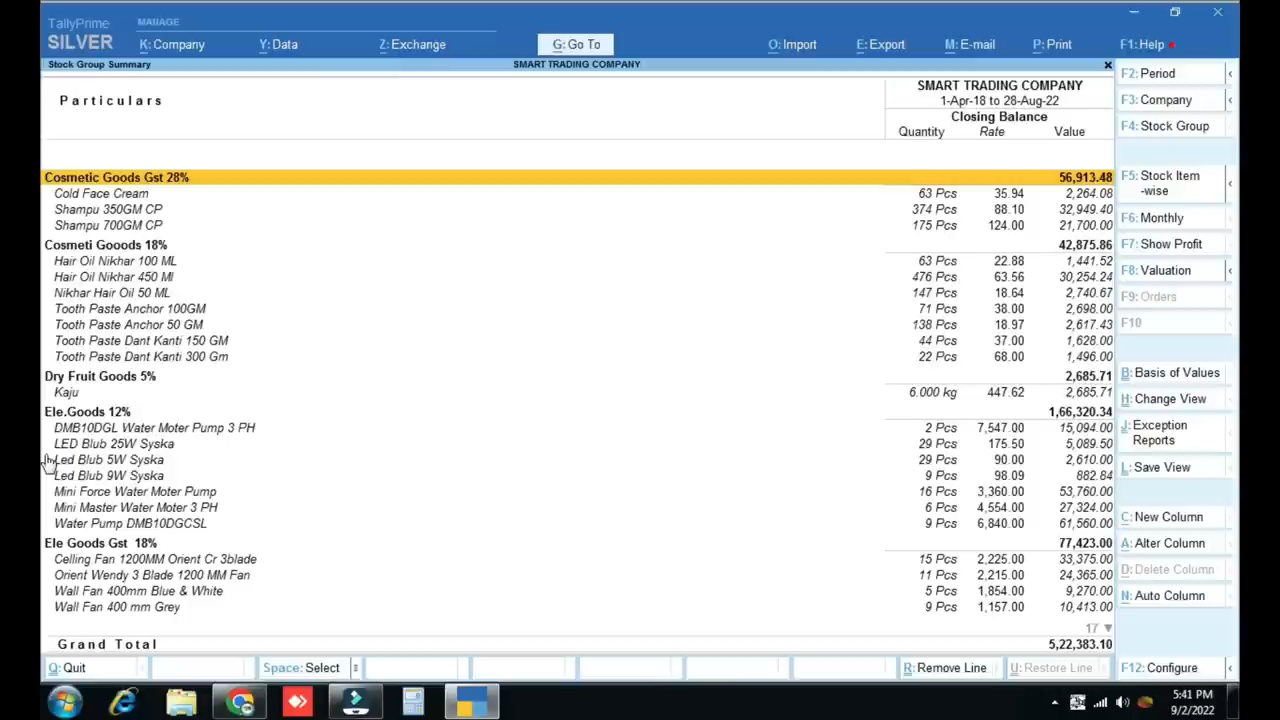 TallyPrime MANAGE
SILVER K: Company Y: Data Z: Exchange G: Go To O: Import E: Export M: E-mail P: Print F1: Help
Stock Group Summary SMART TRADING COMPANY
Particulars
SMART TRADING COMPANY
1-Apr-18 to 28-Aug-22
Closing Balance
Quantity Rate Value
Cosmetic Goods Gst 28% 56,913.48
Cold Face Cream 63 Pcs 35.94 2,264.08
Shampu 350GM CP 374 Pcs 88.10 32,949.40
Shampu 700GM CP 175 Pcs 124.00 21,700.00
Cosmeti Gooods 18% 42,875.86
Hair Oil Nikhar 100 ML 63 Pcs 22.88 1,441.52
Hair Oil Nikhar 450 Ml 476 Pcs 63.56 30,254.24
Nikhar Hair Oil 50 ML 147 Pcs 18.64 2,740.67
Tooth Paste Anchor 100GM 71 Pcs 38.00 2,698.00
Tooth Paste Anchor 50 GM 138 Pcs 18.97 2,617.43
Tooth Paste Dant Kanti 150 GM 44 Pcs 37.00 1,628.00
Tooth Paste Dant Kanti 300 Gm 22 Pcs 68.00 1,496.00
Dry Fruit Goods 5% 2,685.71
Kaju 6.000 kg 447.62 2,685.71
Ele.Goods 12% 1,66,320.34
DMB10DGL Water Moter Pump 3 PH 2 Pcs 7,547.00 15,094.00
LED Blub 25W Syska 29 Pcs 175.50 5,089.50
Led Blub 5W Syska 29 Pcs 90.00 2,610.00
Led Blub 9W Syska 9 Pcs 98.09 882.84
Mini Force Water Moter Pump 16 Pcs 3,360.00 53,760.00
Mini Master Water Moter 3 PH 6 Pcs 4,554.00 27,324.00
Water Pump DMB10DGCSL 9 Pcs 6,840.00 61,560.00
Ele Goods Gst 18% 77,423.00
Celling Fan 1200MM Orient Cr 3blade 15 Pcs 2,225.00 33,375.00
Orient Wendy 3 Blade 1200 MM Fan 11 Pcs 2,215.00 24,365.00
Wall Fan 400mm Blue & White 5 Pcs 1,854.00 9,270.00
Wall Fan 400 mm Grey 9 Pcs 1,157.00 10,413.00
17
Grand Total 5,22,383.10
F2: Period
F3: Company
F4: Stock Group
F5: Stock Item
-wise
F6: Monthly
F7: Show Profit
F8: Valuation
F9: Orders
F10
B: Basis of Values
H: Change View
J: Exception
Reports
L: Save View
C: New Column
A: Alter Column
D: Delete Column
N: Auto Column
Q: Quit Space: Select R: Remove Line U: Restore Line F12: Configure
5:41 PM
9/2/2022